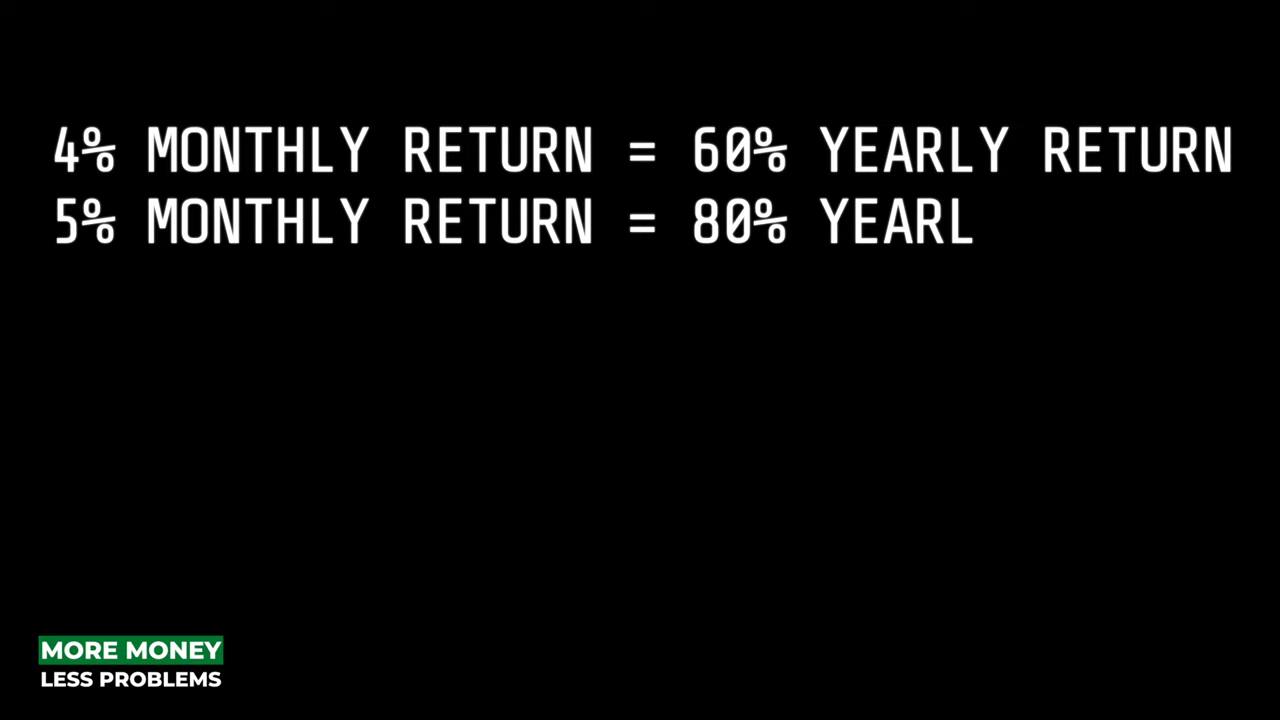 4% MONTHLY RETURN = 60% YEARLY RETURN
5% MONTHLY RETURN = 80% YEARL
MORE MONEY
LESS PROBLEMS